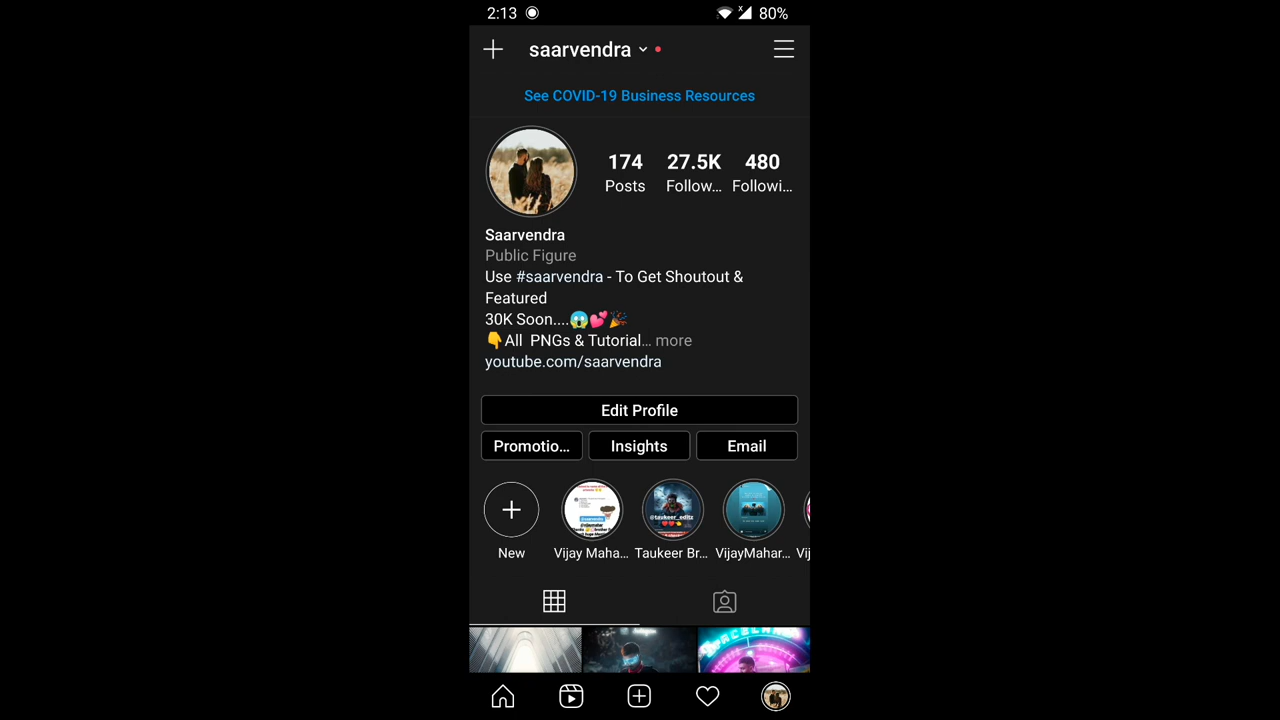 2:13 80%
saarvendra
See COVID-19 Business Resources
174 27.5K 480
Posts Follow... Followi...
Saarvendra
Public Figure
Use #saarvendra - To Get Shoutout &
Featured
30K Soon....😱💕🎉
👇All PNGs & Tutorial... more
youtube.com/saarvendra
Edit Profile
Promotio... Insights Email
@taukeer_editz
New Vijay Maha... Taukeer Br... VijayMahar... Vij